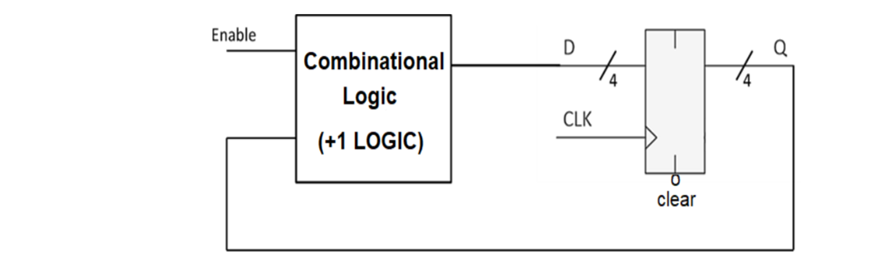 Enable
Combinational
Logic
(+1 LOGIC)
D
4
CLK
clear
4
Q